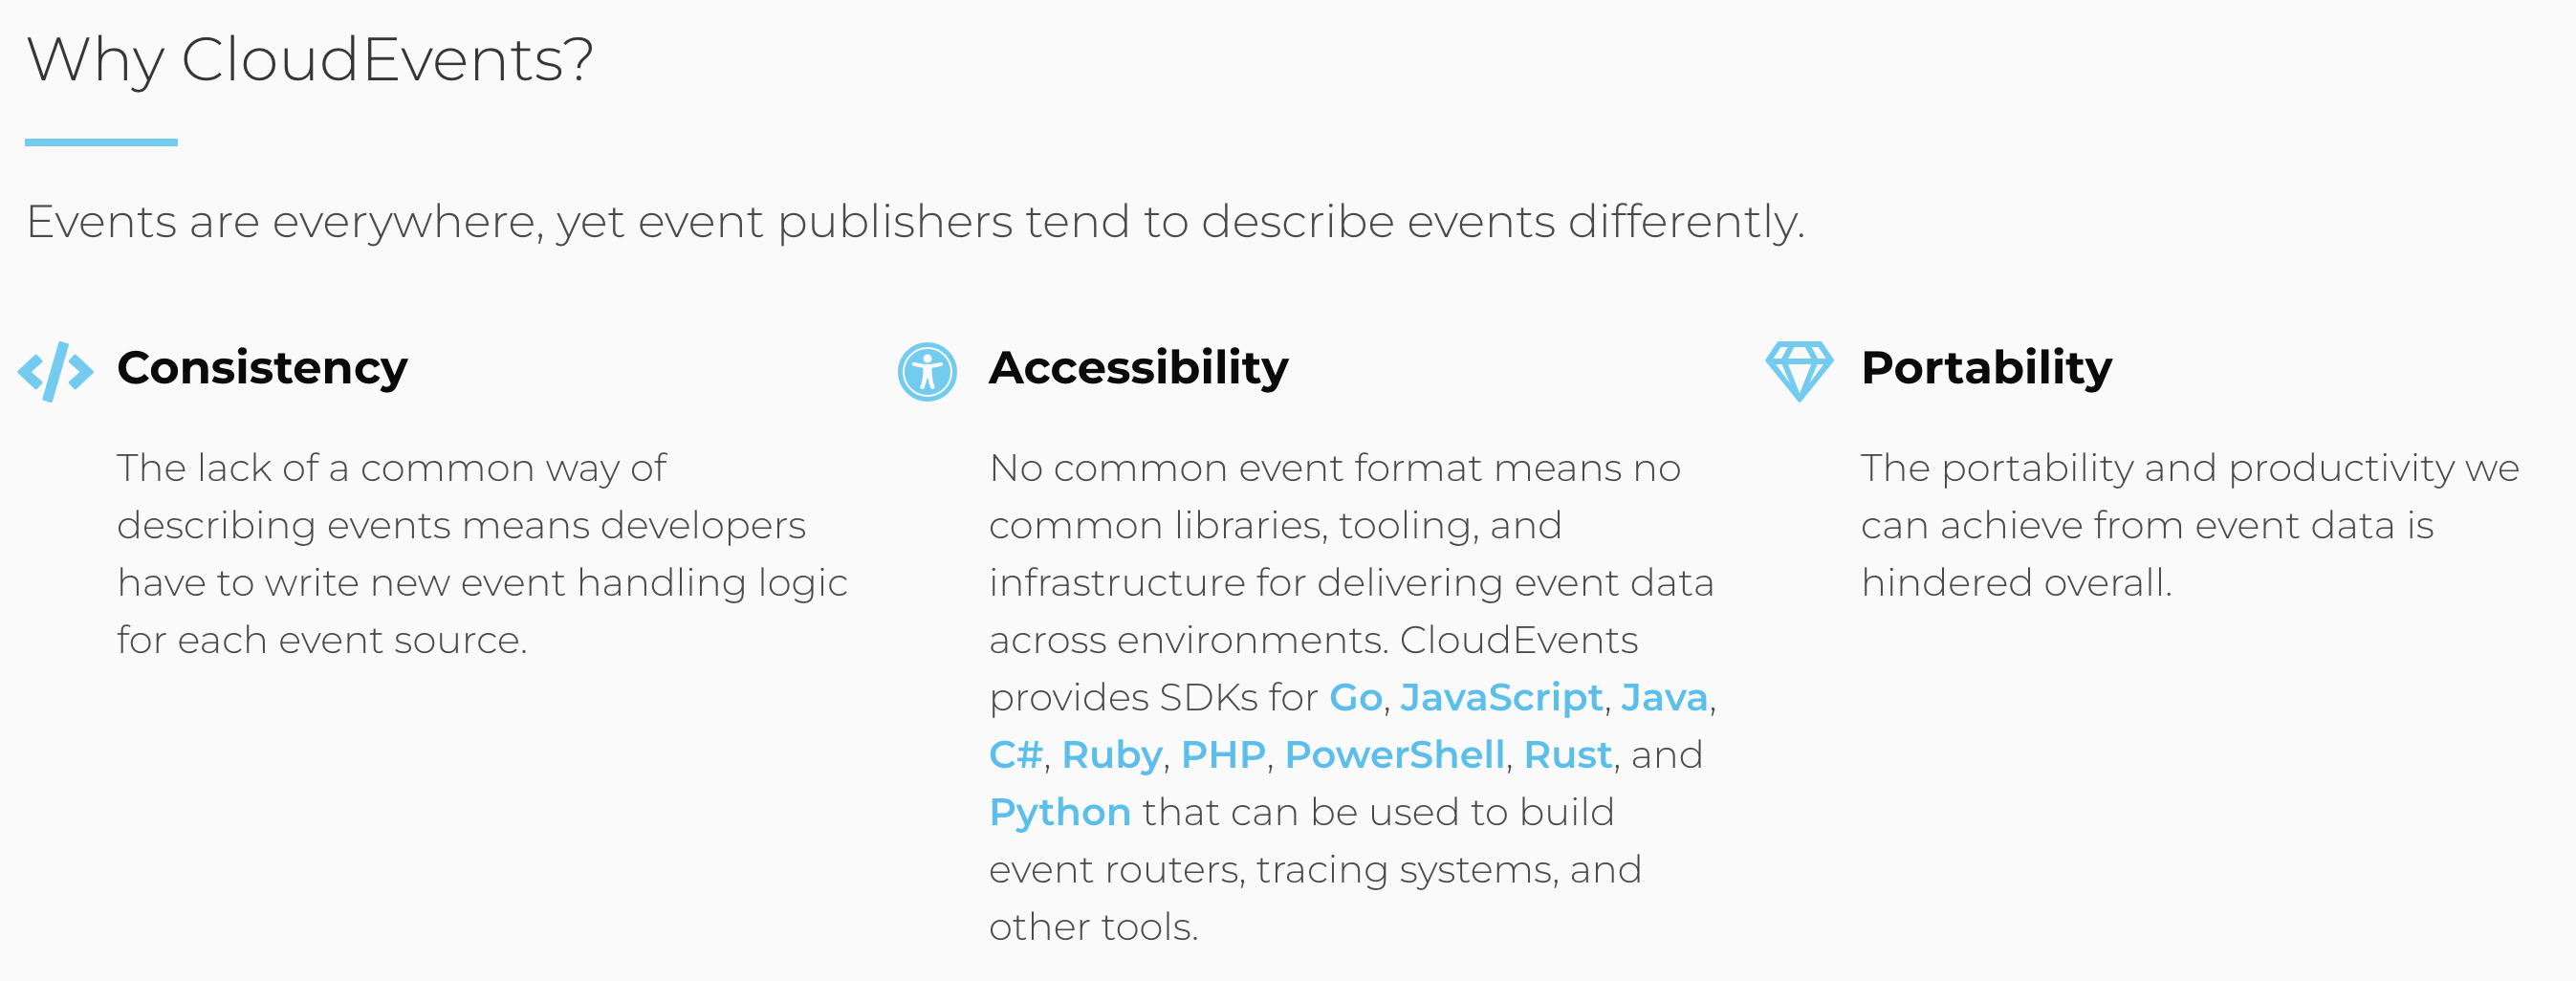 Why CloudEvents?
Events are everywhere, yet event publishers tend to describe events differently.
Consistency
The lack of a common way of
describing events means developers
have to write new event handling logic
for each event source.
Accessibility
No common event format means no
common libraries, tooling, and
infrastructure for delivering event data
across environments. CloudEvents
provides SDKs for Go, JavaScript, Java,
C#, Ruby, PHP, PowerShell, Rust, and
Python that can be used to build
event routers, tracing systems, and
other tools.
Portability
The portability and productivity we
can achieve from event data is
hindered overall.